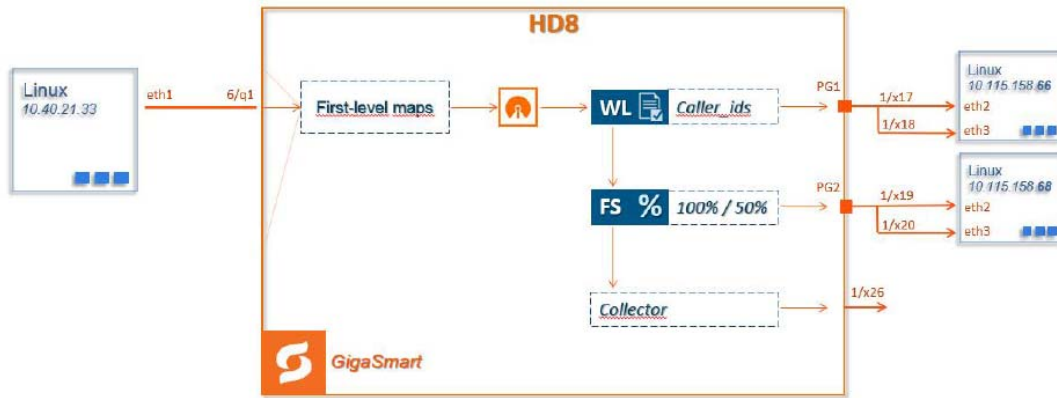 HD8
Linux
10.40.21.33
eth1
6/q1
First-level maps
WL
Caller_ids
PG1
1/x17
1/x18
Linux
10 115.158.66
eth2
eth3
FS % 100% / 50%
PG2
1/x19
1/x20
Linux
10 115.158.68
eth2
eth3
Collector
1/x26
GigaSmart